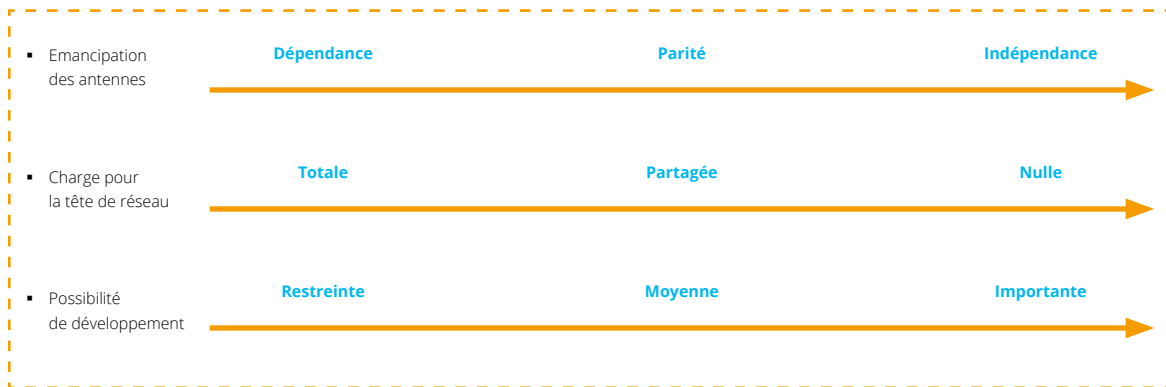 ▪ Emancipation
des antennes
Dépendance Parité Indépendance
▪ Charge pour
la tête de réseau
Totale Partagée Nulle
▪ Possibilité
de développement
Restreinte Moyenne Importante